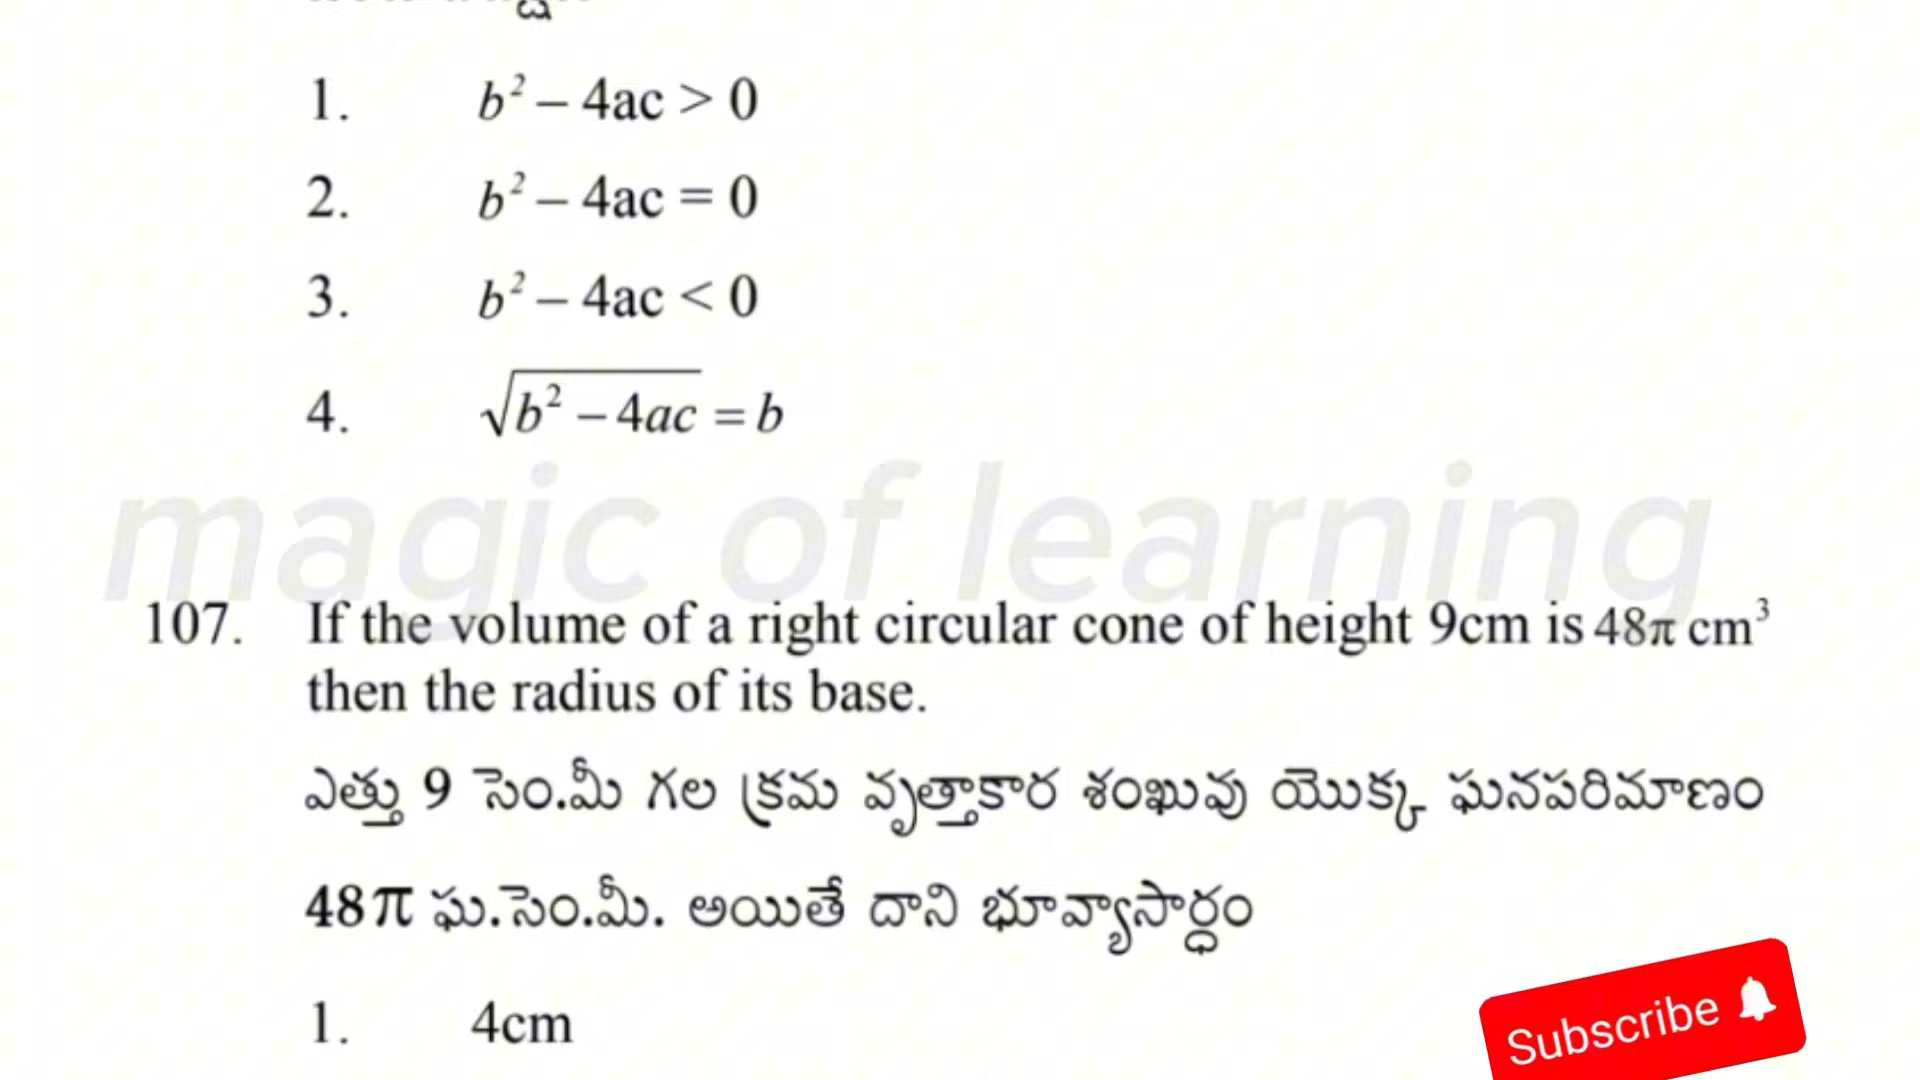 1. b² – 4ac > 0
2. b² – 4ac = 0
3. b² – 4ac < 0
4. √(b² – 4ac) = b
magic of learning
107. If the volume of a right circular cone of height 9cm is 48π cm³
then the radius of its base.
ఎత్తు 9 సెం.మీ గల క్రమ వృత్తాకార శంఖువు యొక్క ఘనపరిమాణం
48π ఘ.సెం.మీ. అయితే దాని భూవ్యాసార్ధం
1. 4cm
Subscribe